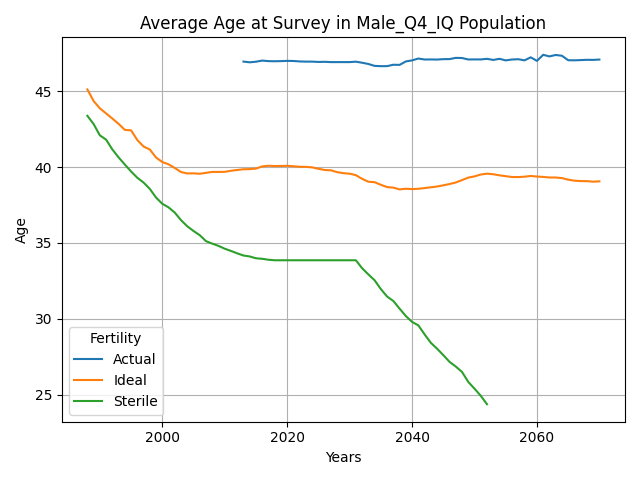 Average Age at Survey in Male_Q4_IQ Population
Age
45
40
35
30
25
Fertility
Actual
Ideal
Sterile
2000
2020
2040
2060
Years